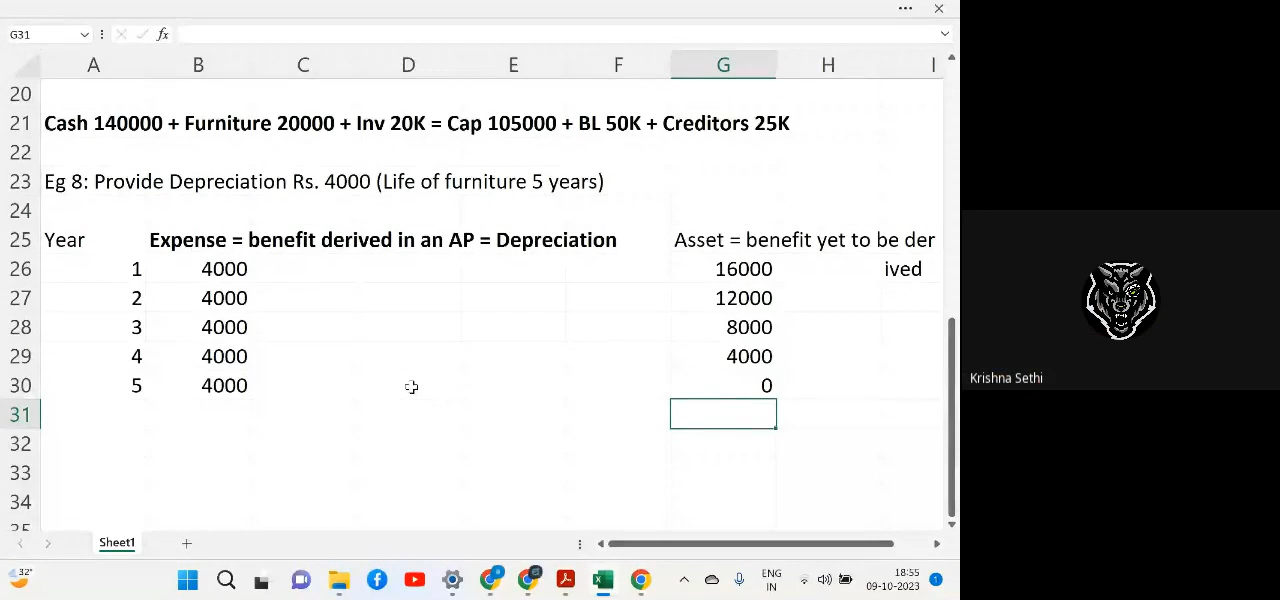 G31
fx
A B C D E F G H I
20
21 Cash 140000 + Furniture 20000 + Inv 20K = Cap 105000 + BL 50K + Creditors 25K
22
23 Eg 8: Provide Depreciation Rs. 4000 (Life of furniture 5 years)
24
25 Year Expense = benefit derived in an AP = Depreciation Asset = benefit yet to be der
26 1 4000 16000 ived
27 2 4000 12000
28 3 4000 8000
29 4 4000 4000
30 5 4000 0
31
32
33
34
35
Krishna Sethi
Sheet1
32°
ENG
IN
18:55
09-10-2023
1